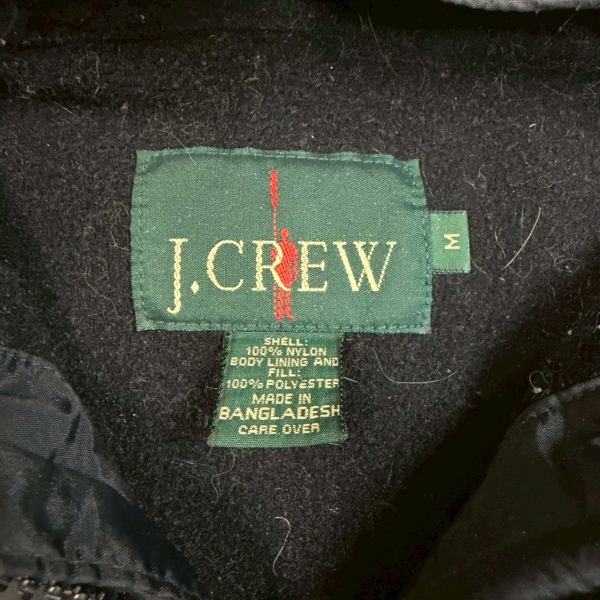 J.CREW
M
SHELL:
100% NYLON
BODY LINING AND
FILL:
100% POLYESTER
MADE IN
BANGLADESH
CARE OVER